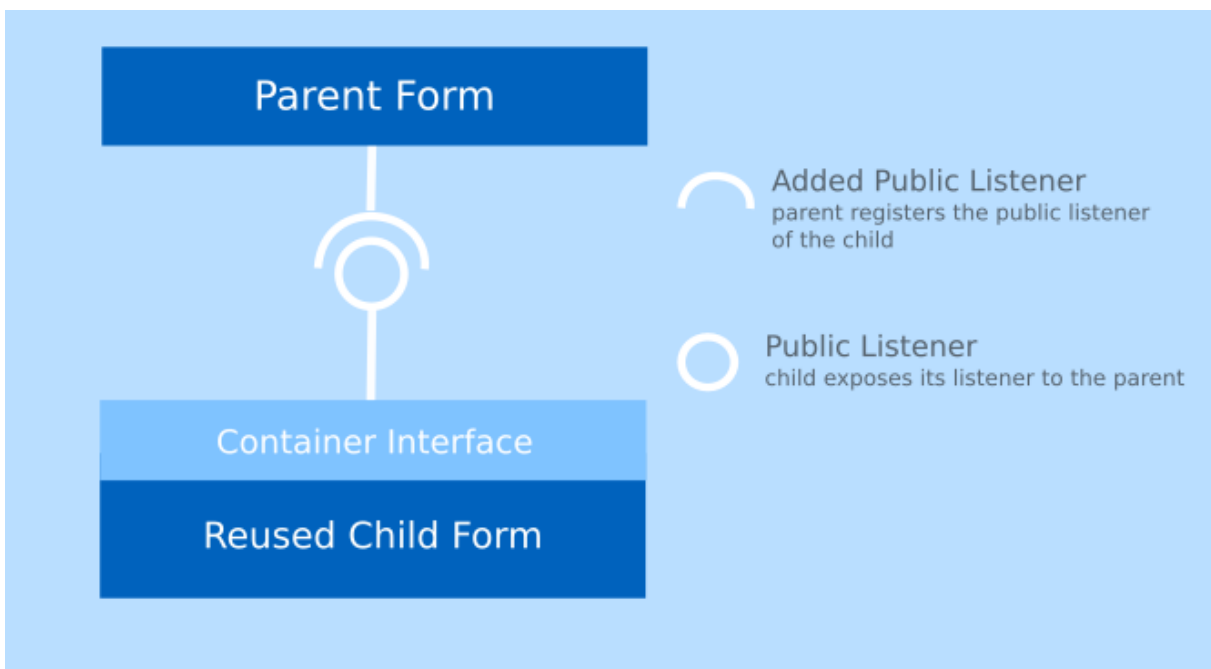 Parent Form
Added Public Listener
parent registers the public listener
of the child
Public Listener
child exposes its listener to the parent
Container Interface
Reused Child Form